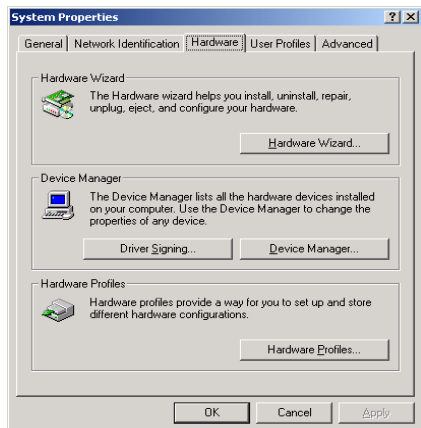 System Properties
General Network Identification Hardware User Profiles Advanced
Hardware Wizard
The Hardware wizard helps you install, uninstall, repair,
unplug, eject, and configure your hardware.
Hardware Wizard...
Device Manager
The Device Manager lists all the hardware devices installed
on your computer. Use the Device Manager to change the
properties of any device.
Driver Signing... Device Manager...
Hardware Profiles
Hardware profiles provide a way for you to set up and store
different hardware configurations.
Hardware Profiles...
OK Cancel Apply